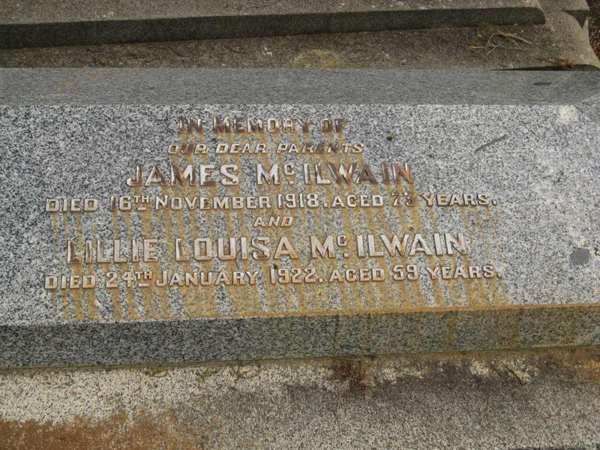 IN MEMORY OF
OUR DEAR PARENTS
JAMES McILWAIN
DIED 16TH NOVEMBER 1918. AGED YEARS.
AND
LILLIE LOUISA McILWAIN
DIED 24TH JANUARY 1922. AGED 59 YEARS.